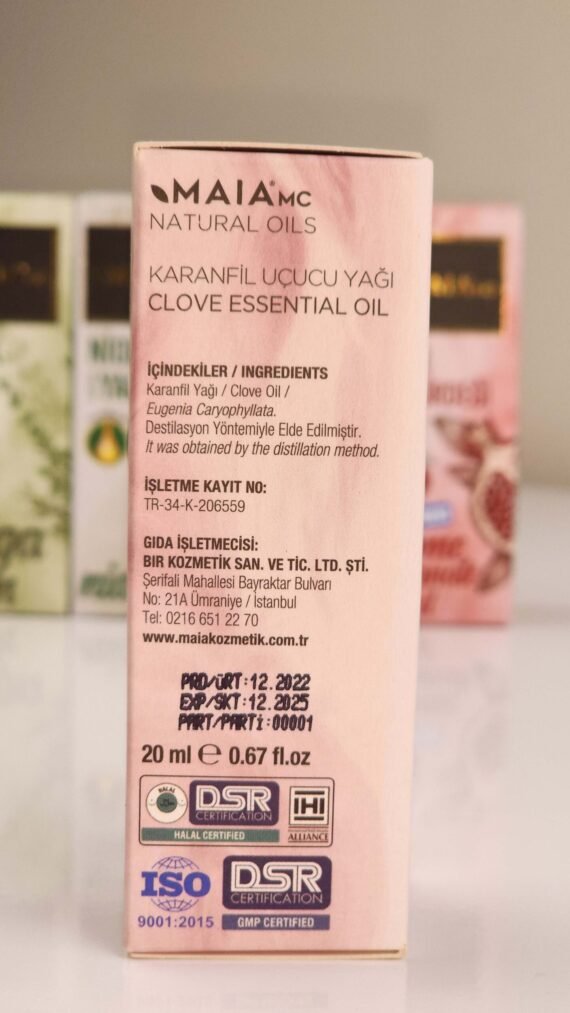 MAIA® MC
NATURAL OILS
KARANFİL UÇUCU YAĞI
CLOVE ESSENTIAL OIL
İÇİNDEKİLER / INGREDIENTS
Karanfil Yağı / Clove Oil /
Eugenia Caryophyllata.
Destilasyon Yöntemiyle Elde Edilmiştir.
It was obtained by the distillation method.
İŞLETME KAYIT NO:
TR-34-K-206559
GIDA İŞLETMECİSİ:
BIR KOZMETİK SAN. VE TİC. LTD. ŞTİ.
Şerifali Mahallesi Bayraktar Bulvarı
No: 21A Ümraniye / İstanbul
Tel: 0216 651 22 70
www.maiakozmetik.com.tr
PRD/ÜRT:12.2022
EXP/SKT:12.2025
PART/PARTİ:00001
20 ml ℮ 0.67 fl.oz
HALAL
DSR
CERTIFICATION
HALAL CERTIFIED
IHI
ALLIANCE
ISO
9001:2015
DSR
CERTIFICATION
GMP CERTIFIED